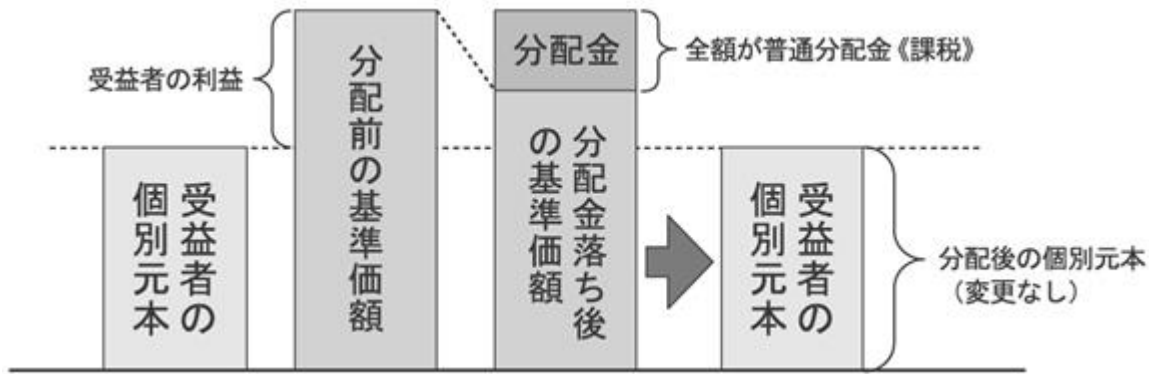 受益者の利益
受益者の
個別元本
分配前の基準価額
分配金
全額が普通分配金《課税》
分配金落ち後
の基準価額
受益者の
個別元本
分配後の個別元本
（変更なし）